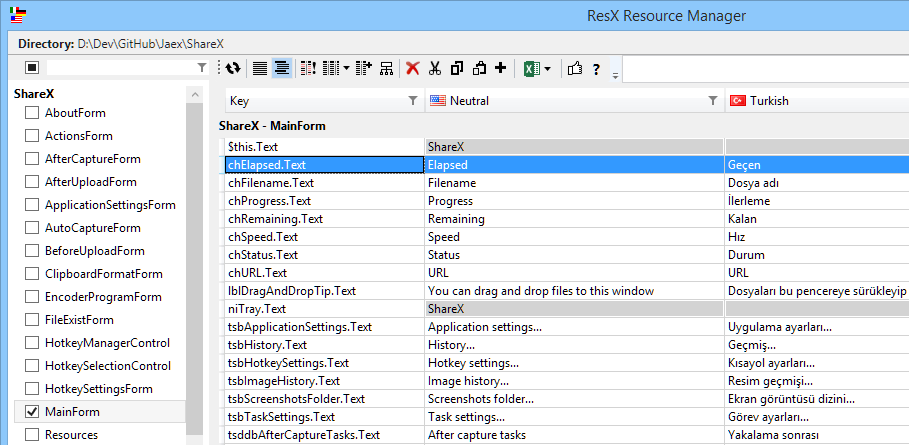 ResX Resource Manager
Directory: D:\Dev\GitHub\Jaex\ShareX
ShareX
AboutForm
ActionsForm
AfterCaptureForm
AfterUploadForm
ApplicationSettingsForm
AutoCaptureForm
BeforeUploadForm
ClipboardFormatForm
EncoderProgramForm
FileExistForm
HotkeyManagerControl
HotkeySelectionControl
HotkeySettingsForm
MainForm
Resources
Key Neutral Turkish
ShareX - MainForm
$this.Text ShareX
chElapsed.Text Elapsed Geçen
chFilename.Text Filename Dosya adı
chProgress.Text Progress İlerleme
chRemaining.Text Remaining Kalan
chSpeed.Text Speed Hız
chStatus.Text Status Durum
chURL.Text URL URL
lblDragAndDropTip.Text You can drag and drop files to this window Dosyaları bu pencereye sürükleyip
niTray.Text ShareX
tsbApplicationSettings.Text Application settings... Uygulama ayarları...
tsbHistory.Text History... Geçmiş...
tsbHotkeySettings.Text Hotkey settings... Kısayol ayarları...
tsbImageHistory.Text Image history... Resim geçmişi...
tsbScreenshotsFolder.Text Screenshots folder... Ekran görüntüsü dizini...
tsbTaskSettings.Text Task settings... Görev ayarları...
tsddbAfterCaptureTasks.Text After capture tasks Yakalama sonrası